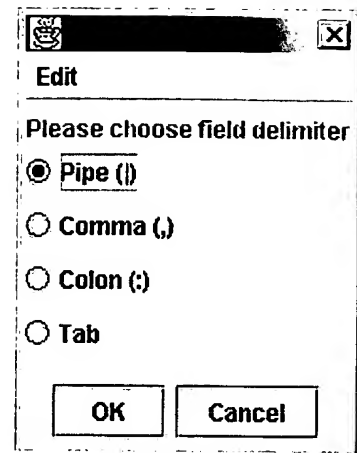 Edit
Please choose field delimiter
Pipe (|)
Comma (,)
Colon (:)
Tab
OK Cancel